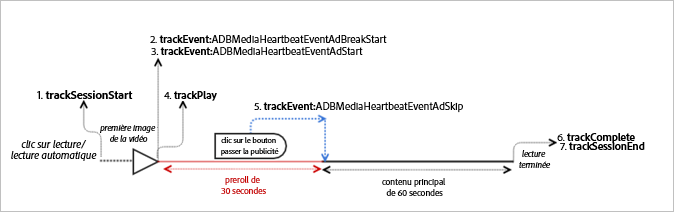 2. trackEvent:ADBMediaHeartbeatEventAdBreakStart
3. trackEvent:ADBMediaHeartbeatEventAdStart
1. trackSessionStart
4. trackPlay
5. trackEvent:ADBMediaHeartbeatEventAdSkip
première image
de la vidéo
clic sur lecture/
lecture automatique
clic sur le bouton
passer la publicité
6. trackComplete
7. trackSessionEnd
lecture
terminée
preroll de
30 secondes
contenu principal
de 60 secondes